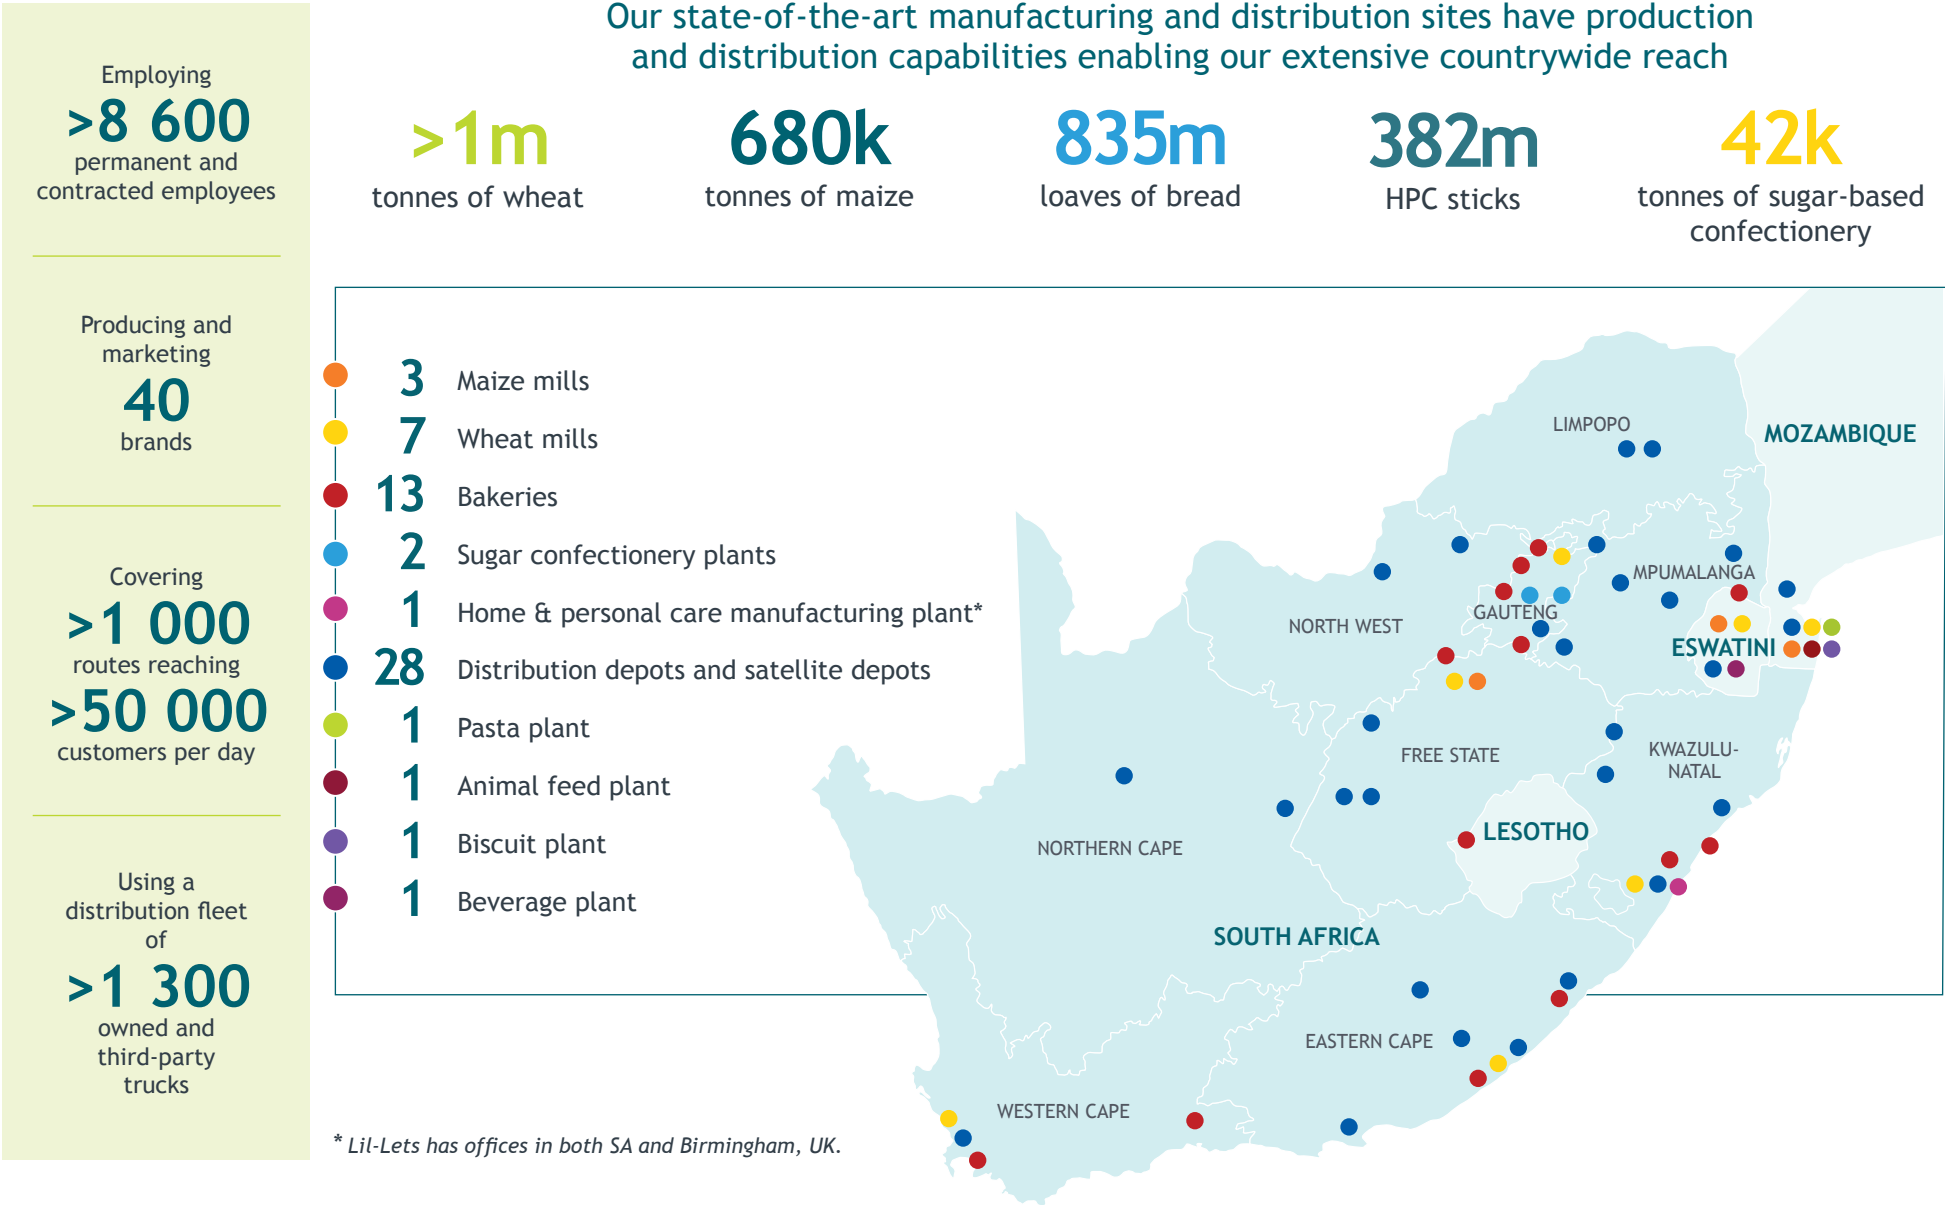 Employing
>8 600
permanent and
contracted employees
Producing and
marketing
40
brands
Covering
>1 000
routes reaching
>50 000
customers per day
Using a
distribution fleet
of
>1 300
owned and
third-party
trucks
Our state-of-the-art manufacturing and distribution sites have production
and distribution capabilities enabling our extensive countrywide reach
>1m
tonnes of wheat
680k
tonnes of maize
835m
loaves of bread
382m
HPC sticks
42k
tonnes of sugar-based
confectionery
3 Maize mills
7 Wheat mills
13 Bakeries
2 Sugar confectionery plants
1 Home & personal care manufacturing plant*
28 Distribution depots and satellite depots
1 Pasta plant
1 Animal feed plant
1 Biscuit plant
1 Beverage plant
LIMPOPO
MOZAMBIQUE
MPUMALANGA
GAUTENG
NORTH WEST
ESWATINI
FREE STATE
KWAZULU-
NATAL
LESOTHO
NORTHERN CAPE
SOUTH AFRICA
EASTERN CAPE
WESTERN CAPE
* Lil-Lets has offices in both SA and Birmingham, UK.